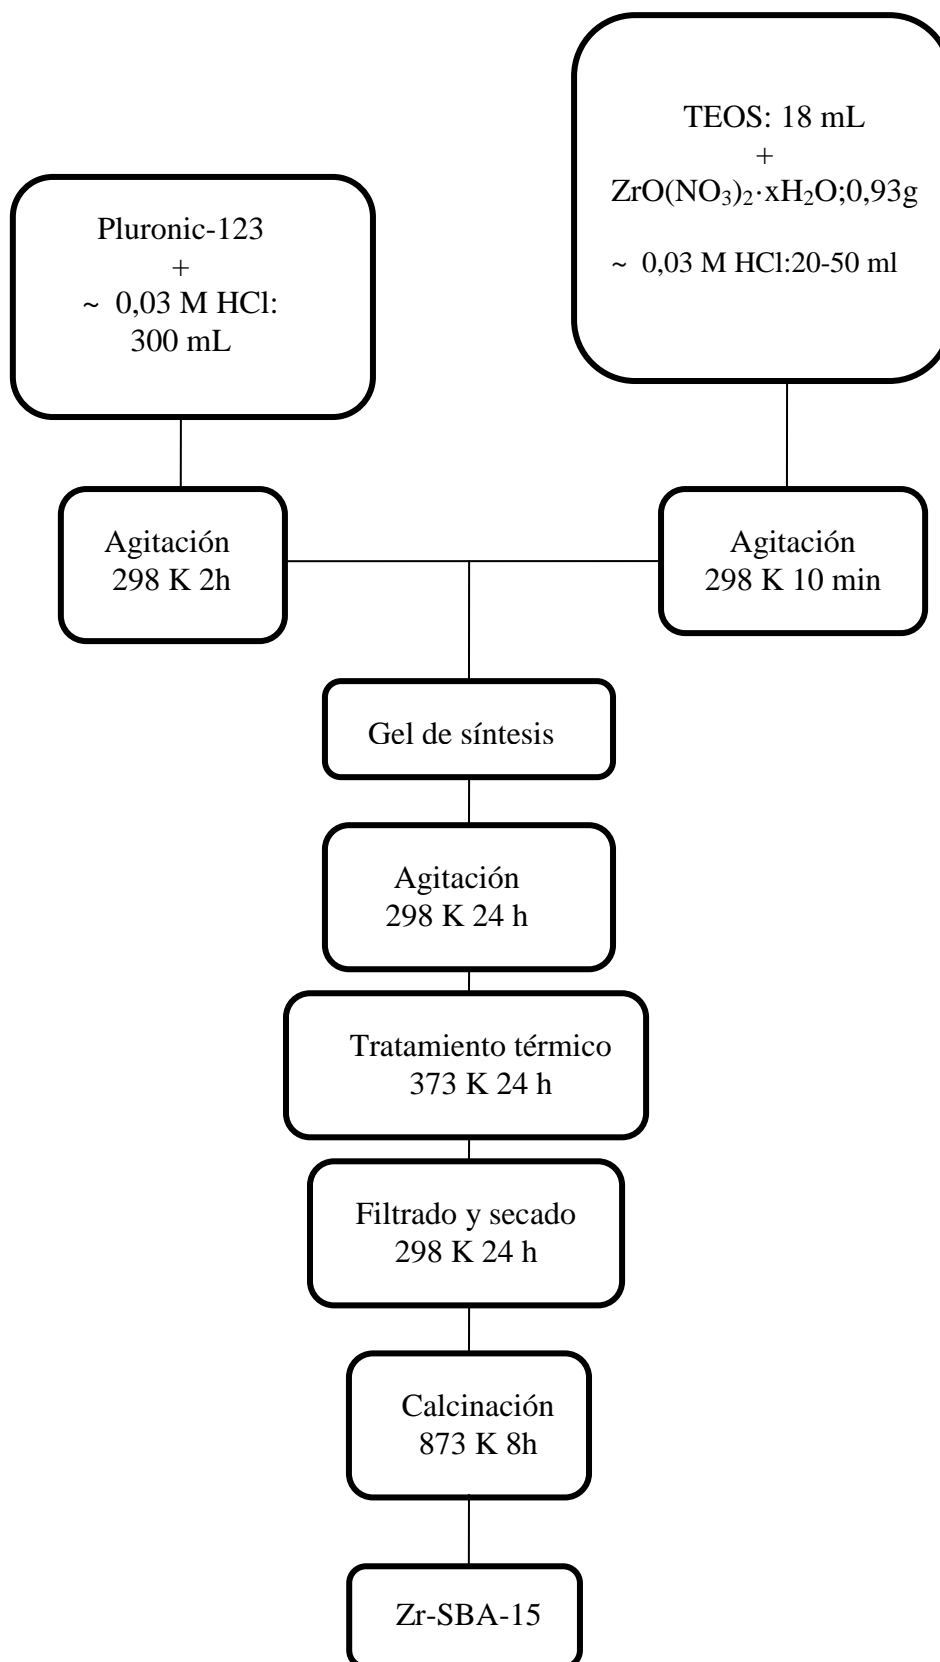 TEOS: 18 mL
+
ZrO(NO₃)₂·xH₂O;0,93g
~ 0,03 M HCl:20-50 ml
Pluronic-123
+
~ 0,03 M HCl:
300 mL
Agitación
298 K 2h
Agitación
298 K 10 min
Gel de síntesis
Agitación
298 K 24 h
Tratamiento térmico
373 K 24 h
Filtrado y secado
298 K 24 h
Calcinación
873 K 8h
Zr-SBA-15